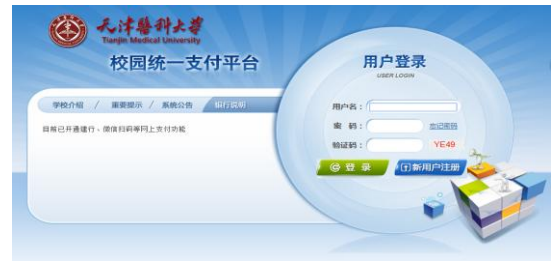 天津醫科大學
Tianjin Medical University
校园统一支付平台
学校介绍 / 重要提示 / 系统公告 银行说明
目前已开通建行、微信扫码等网上支付功能
用户登录
USER LOGIN
用户名：
密 码： 忘记密码
验证码： YE49
登 录 新用户注册